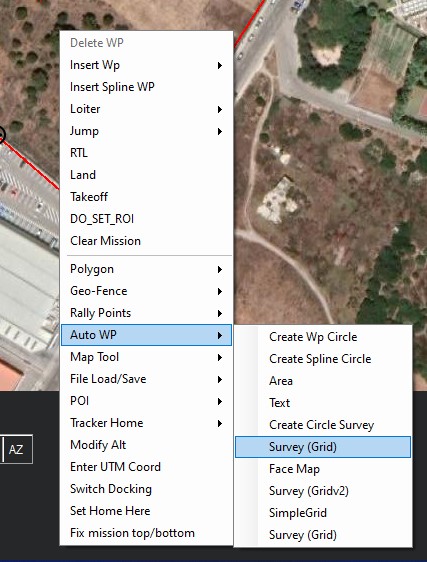 Delete WP
Insert Wp
Insert Spline WP
Loiter
Jump
RTL
Land
Takeoff
DO_SET_ROI
Clear Mission
Polygon
Geo-Fence
Rally Points
Auto WP
Map Tool
File Load/Save
POI
Tracker Home
Modify Alt
Enter UTM Coord
Switch Docking
Set Home Here
Fix mission top/bottom
Create Wp Circle
Create Spline Circle
Area
Text
Create Circle Survey
Survey (Grid)
Face Map
Survey (Gridv2)
SimpleGrid
Survey (Grid)
AZ